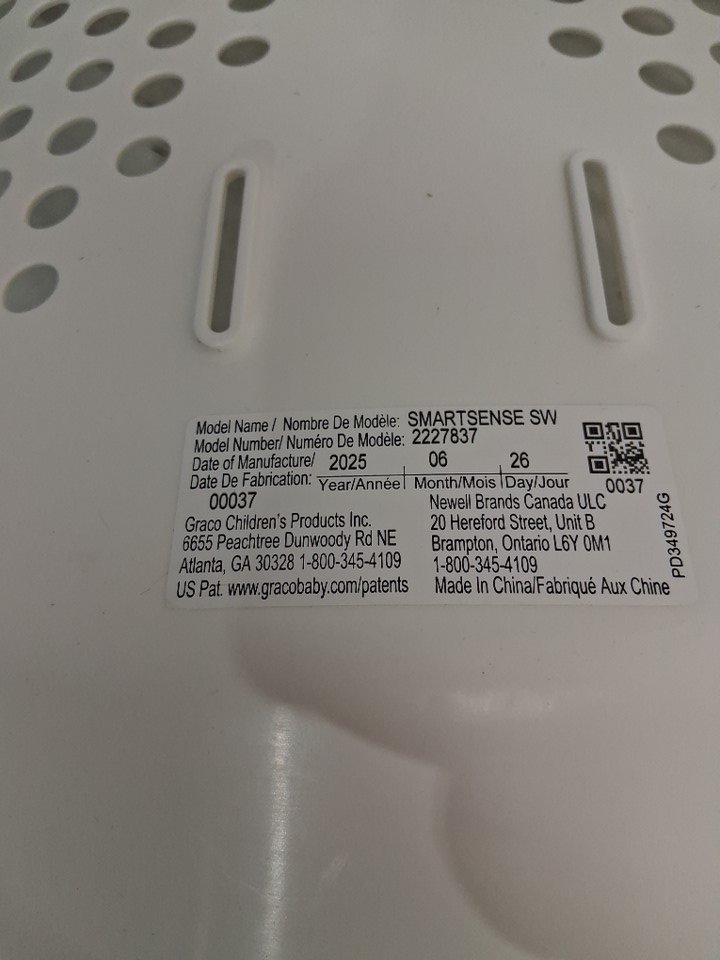 Model Name / Nombre De Modèle: SMARTSENSE SW
Model Number/ Numéro De Modèle: 2227837
Date of Manufacture/ 2025 06 26
Date De Fabrication: Year/Année Month/Mois Day/Jour
0037
00037
Graco Children's Products Inc.
6655 Peachtree Dunwoody Rd NE
Atlanta, GA 30328 1-800-345-4109
US Pat. www.gracobaby.com/patents
Newell Brands Canada ULC
20 Hereford Street, Unit B
Brampton, Ontario L6Y 0M1
1-800-345-4109
Made In China/Fabriqué Aux Chine
PD349724G